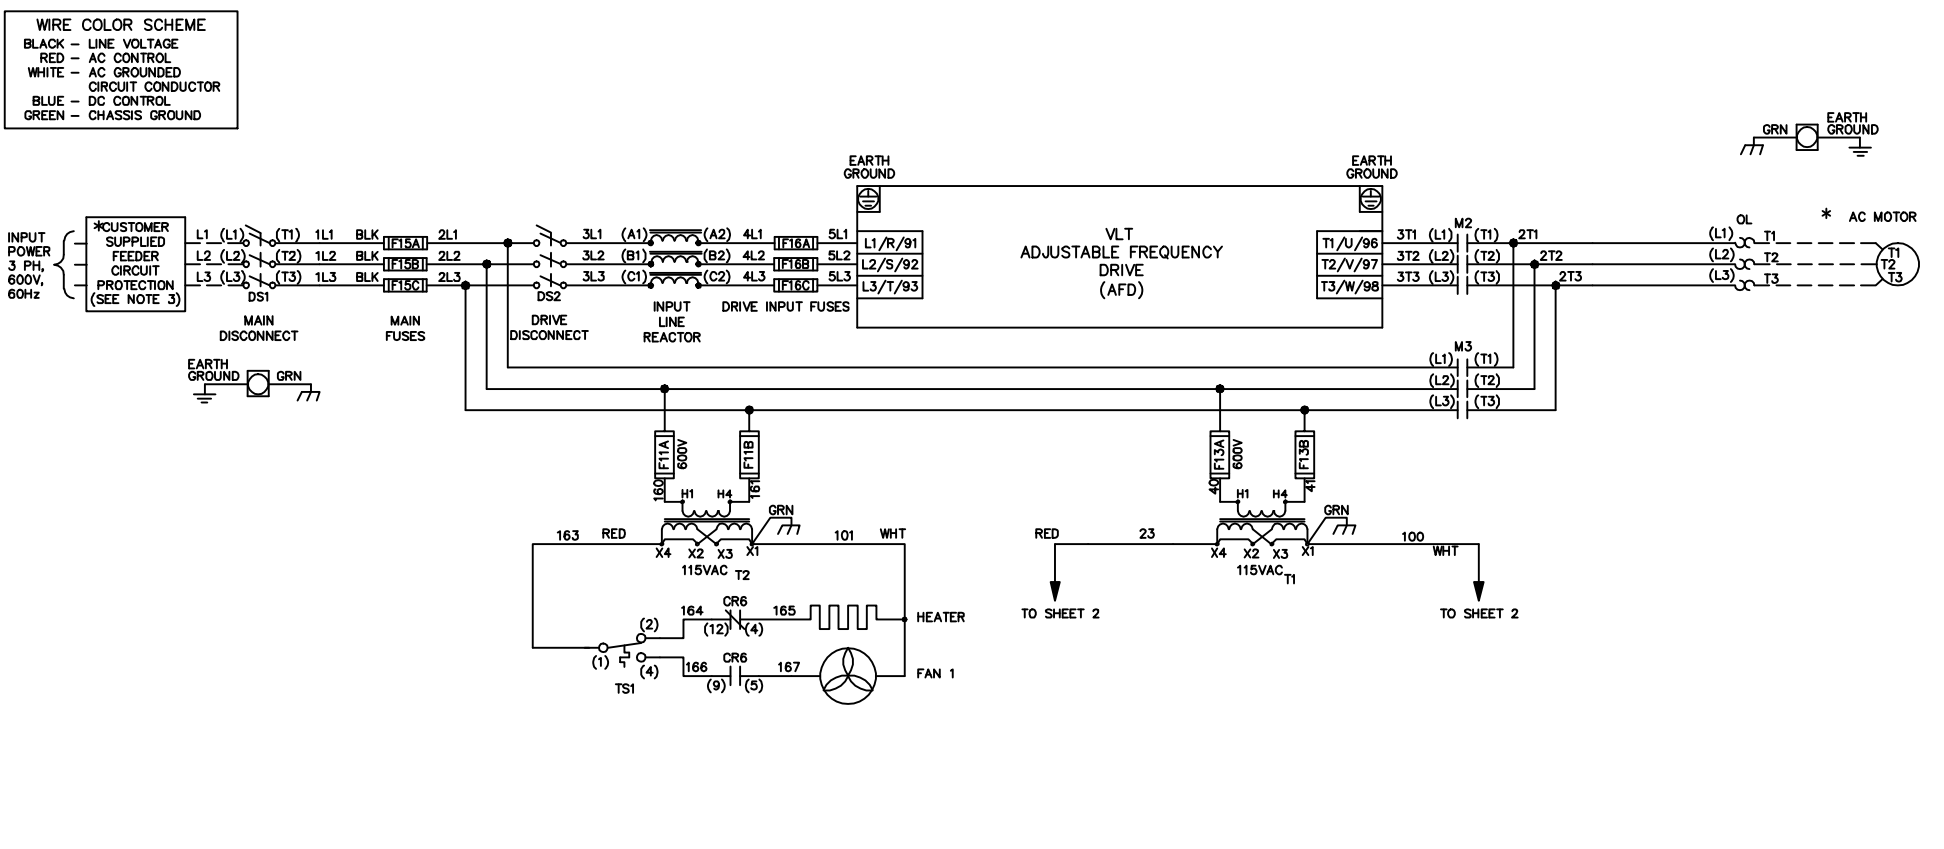 WIRE COLOR SCHEME
BLACK – LINE VOLTAGE
RED – AC CONTROL
WHITE – AC GROUNDED
CIRCUIT CONDUCTOR
BLUE – DC CONTROL
GREEN – CHASSIS GROUND
GRN
EARTH
GROUND
INPUT
POWER
3 PH,
600V,
60Hz
*CUSTOMER
SUPPLIED
FEEDER
CIRCUIT
PROTECTION
(SEE NOTE 3)
L1 (L1) (T1) 1L1 BLK F15A 2L1
L2 (L2) (T2) 1L2 BLK F15B 2L2
L3 (L3) (T3) 1L3 BLK F15C 2L3
DS1
MAIN
DISCONNECT
MAIN
FUSES
3L1 (A1) (A2) 4L1 F16A 5L1
3L2 (B1) (B2) 4L2 F16B 5L2
3L3 (C1) (C2) 4L3 F16C 5L3
DS2
DRIVE
DISCONNECT
INPUT
LINE
REACTOR
DRIVE INPUT FUSES
EARTH
GROUND
L1/R/91
L2/S/92
L3/T/93
VLT
ADJUSTABLE FREQUENCY
DRIVE
(AFD)
EARTH
GROUND
T1/U/96
T2/V/97
T3/W/98
M2
3T1 (L1) (T1) 2T1
3T2 (L2) (T2) 2T2
3T3 (L3) (T3) 2T3
OL
(L1) T1
(L2) T2
(L3) T3
* AC MOTOR
T1
T2
T3
M3
(L1) (T1)
(L2) (T2)
(L3) (T3)
EARTH
GROUND
GRN
F11A
600V
F11B
160
161
H1 H4
GRN
163 RED
101 WHT
X4 X2 X3 X1
115VAC T2
164 CR6 165
(12) (4)
HEATER
(2)
(1)
(4)
TS1
166 CR6 167
(9) (5)
FAN 1
F13A
600V
F13B
40
41
H1 H4
GRN
RED 23
100
WHT
X4 X2 X3 X1
115VAC T1
TO SHEET 2
TO SHEET 2